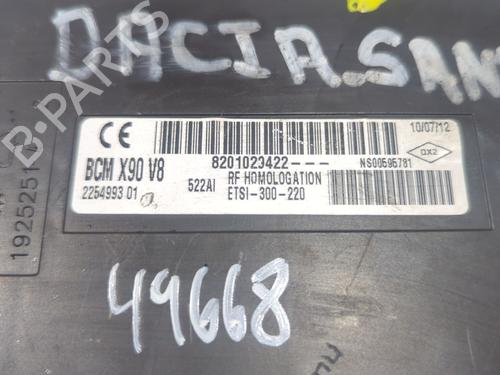 DACIA SAN
B-PARTS
CE
10/07/12
BCM X90 V8
8201023422---
NS00595781
DX2
2254993 01
522AI
RF HOMOLOGATION
ETSI-300-220
1925251
49668